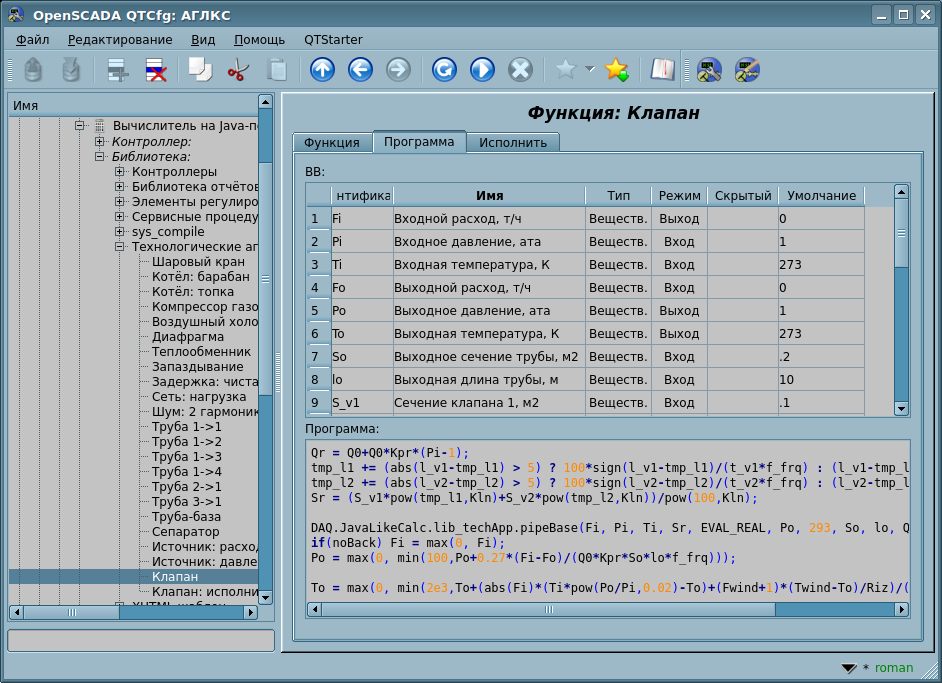 OpenSCADA QTCfg: АГЛКС
Файл Редактирование Вид Помощь QTStarter
Имя
Вычислитель на Java-п
Контроллер:
Библиотека:
Контроллеры
Библиотека отчётов
Элементы регулиро
Сервисные процеду
sys_compile
Технологические ап
Шаровый кран
Котёл: барабан
Котёл: топка
Компрессор газо
Воздушный холо
Диафрагма
Теплообменник
Запаздывание
Задержка: чиста
Сеть: нагрузка
Шум: 2 гармоник
Труба 1->1
Труба 1->2
Труба 1->3
Труба 1->4
Труба 2->1
Труба 3->1
Труба-база
Сепаратор
Источник: расход
Источник: давле
Клапан
Клапан: исполни
Функция: Клапан
Функция Программа Исполнить
ВВ:
нтифика Имя Тип Режим Скрытый Умолчание
1 Fi Входной расход, т/ч Веществ. Выход 0
2 Pi Входное давление, ата Веществ. Вход 1
3 Ti Входная температура, К Веществ. Вход 273
4 Fo Выходной расход, т/ч Веществ. Вход 0
5 Po Выходное давление, ата Веществ. Выход 1
6 To Выходная температура, К Веществ. Выход 273
7 So Выходное сечение трубы, м2 Веществ. Вход .2
8 lo Выходная длина трубы, м Веществ. Вход 10
9 S_v1 Сечение клапана 1, м2 Веществ. Вход .1
Программа:
Qr = Q0+Q0*Kpr*(Pi-1);
tmp_l1 += (abs(l_v1-tmp_l1) > 5) ? 100*sign(l_v1-tmp_l1)/(t_v1*f_frq) : (l_v1-tmp_l
tmp_l2 += (abs(l_v2-tmp_l2) > 5) ? 100*sign(l_v2-tmp_l2)/(t_v2*f_frq) : (l_v2-tmp_l
Sr = (S_v1*pow(tmp_l1,Kln)+S_v2*pow(tmp_l2,Kln))/pow(100,Kln);
DAQ.JavaLikeCalc.lib_techApp.pipeBase(Fi, Pi, Ti, Sr, EVAL_REAL, Po, 293, So, lo, Q
if(noBack) Fi = max(0, Fi);
Po = max(0, min(100,Po+0.27*(Fi-Fo)/(Q0*Kpr*So*lo*f_frq)));
To = max(0, min(2e3,To+(abs(Fi)*(Ti*pow(Po/Pi,0.02)-To)+(Fwind+1)*(Twind-To)/Riz)/(
* roman